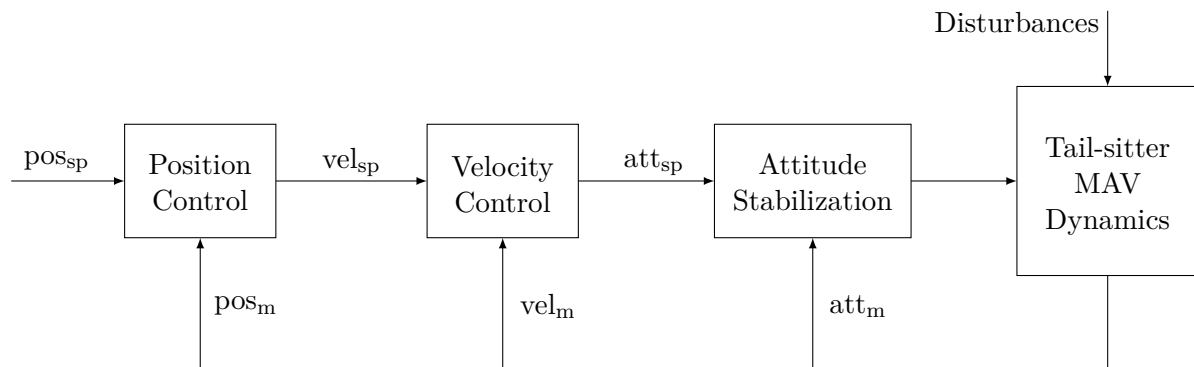 Disturbances
pos_sp
Position
Control
vel_sp
Velocity
Control
att_sp
Attitude
Stabilization
Tail-sitter
MAV
Dynamics
pos_m
vel_m
att_m